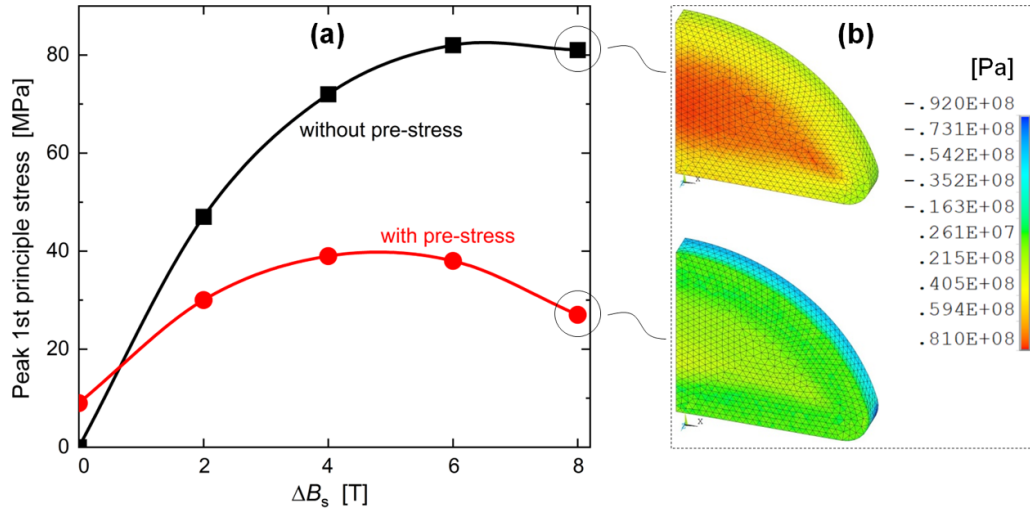 (a)
Peak 1st principle stress [MPa]
80
60
40
20
0
without pre-stress
with pre-stress
0 2 4 6 8
ΔBs [T]
(b)
[Pa]
-.920E+08
-.731E+08
-.542E+08
-.352E+08
-.163E+08
.261E+07
.215E+08
.405E+08
.594E+08
.810E+08
X
X